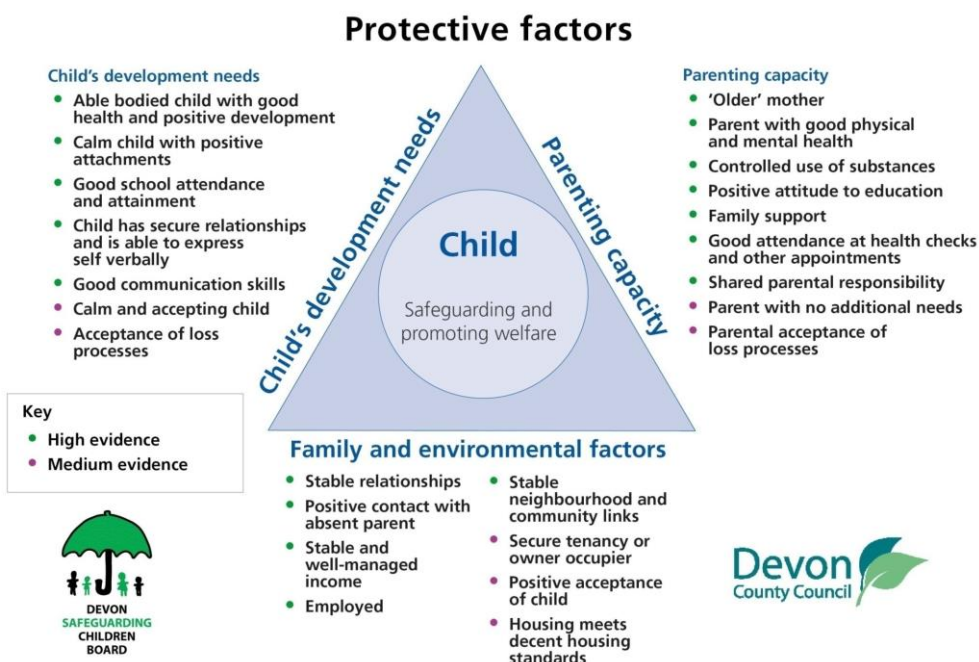 Protective factors
Child's development needs
Able bodied child with good
health and positive development
Calm child with positive
attachments
Good school attendance
and attainment
Child has secure relationships
and is able to express
self verbally
Good communication skills
Calm and accepting child
Acceptance of loss
processes
Child's development needs
Child
Safeguarding and
promoting welfare
Parenting capacity
Parenting capacity
‘Older’ mother
Parent with good physical
and mental health
Controlled use of substances
Positive attitude to education
Family support
Good attendance at health checks
and other appointments
Shared parental responsibility
Parent with no additional needs
Parental acceptance of
loss processes
Key
High evidence
Medium evidence
Family and environmental factors
Stable relationships
Positive contact with
absent parent
Stable and
well-managed
income
Employed
Stable
neighbourhood and
community links
Secure tenancy or
owner occupier
Positive acceptance
of child
Housing meets
decent housing
standards
DEVON
SAFEGUARDING
CHILDREN
BOARD
Devon
County Council